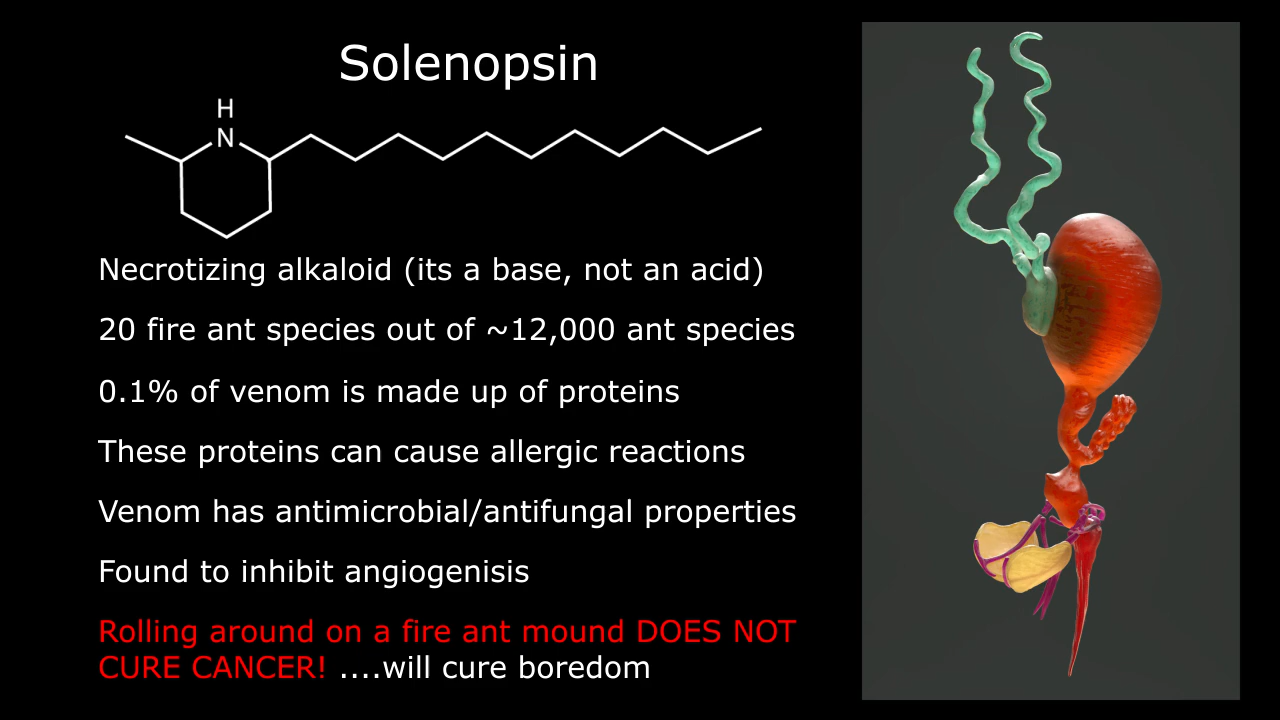 Solenopsin
H
N
Necrotizing alkaloid (its a base, not an acid)
20 fire ant species out of ~12,000 ant species
0.1% of venom is made up of proteins
These proteins can cause allergic reactions
Venom has antimicrobial/antifungal properties
Found to inhibit angiogenisis
Rolling around on a fire ant mound DOES NOT
CURE CANCER! ....will cure boredom